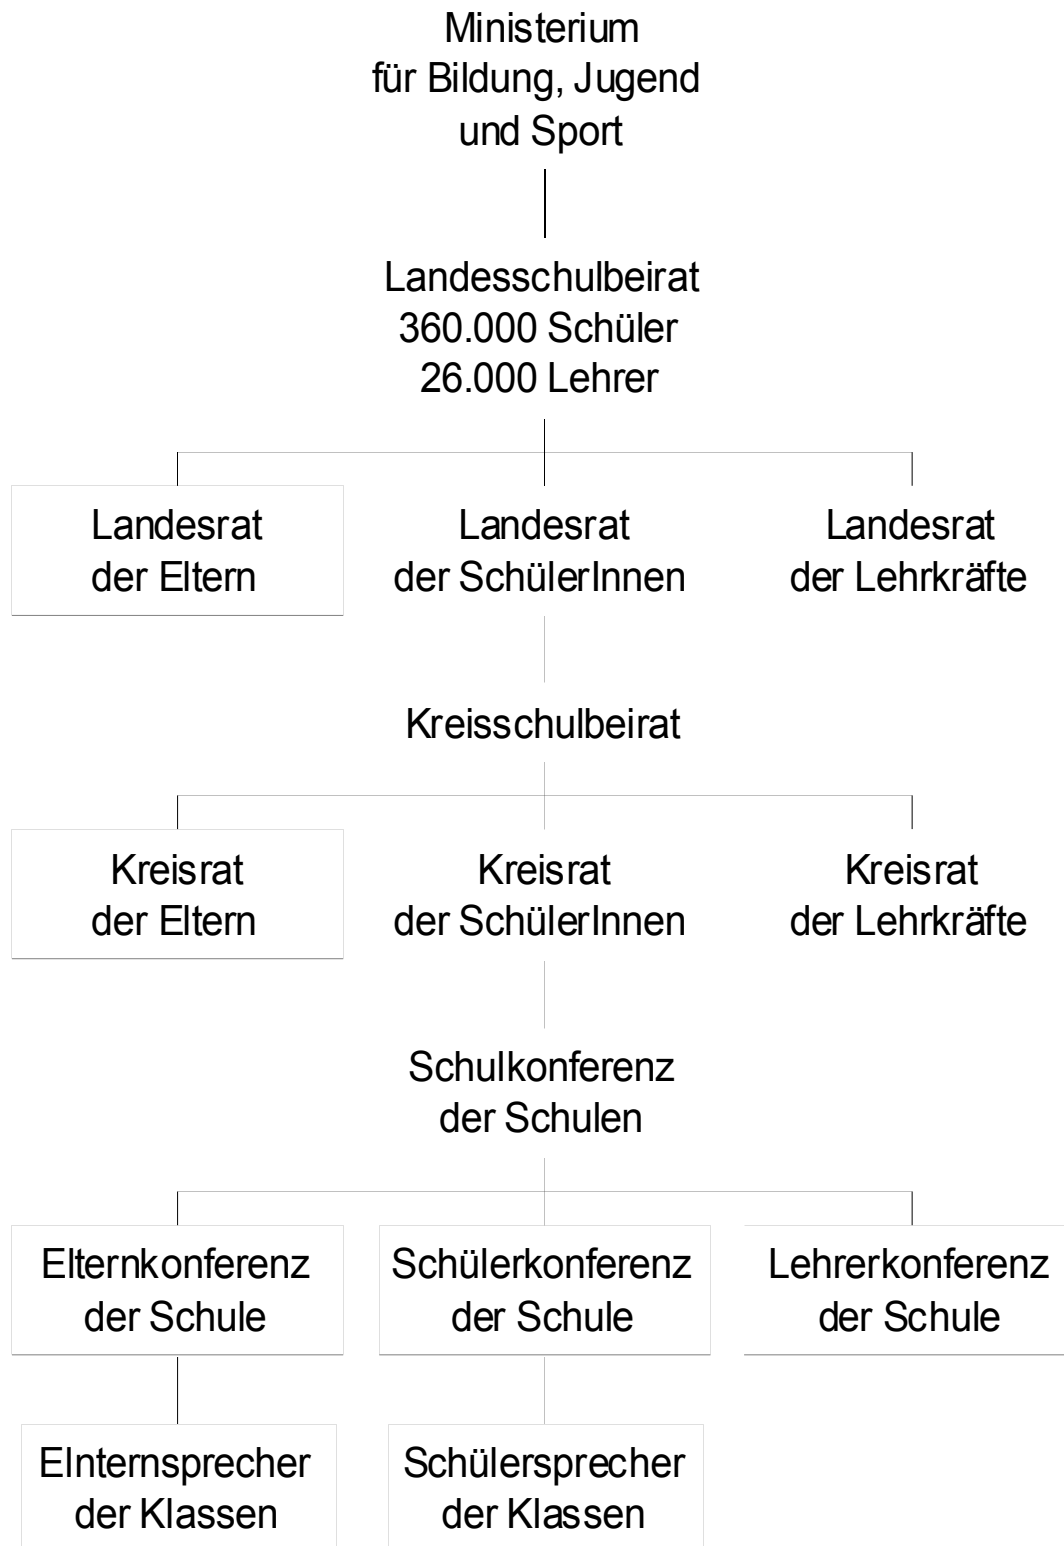 Ministerium
für Bildung, Jugend
und Sport
Landesschulbeirat
360.000 Schüler
26.000 Lehrer
Landesrat
der Eltern
Landesrat
der SchülerInnen
Landesrat
der Lehrkräfte
Kreisschulbeirat
Kreisrat
der Eltern
Kreisrat
der SchülerInnen
Kreisrat
der Lehrkräfte
Schulkonferenz
der Schulen
Elternkonferenz
der Schule
Schülerkonferenz
der Schule
Lehrerkonferenz
der Schule
Elnternsprecher
der Klassen
Schülersprecher
der Klassen